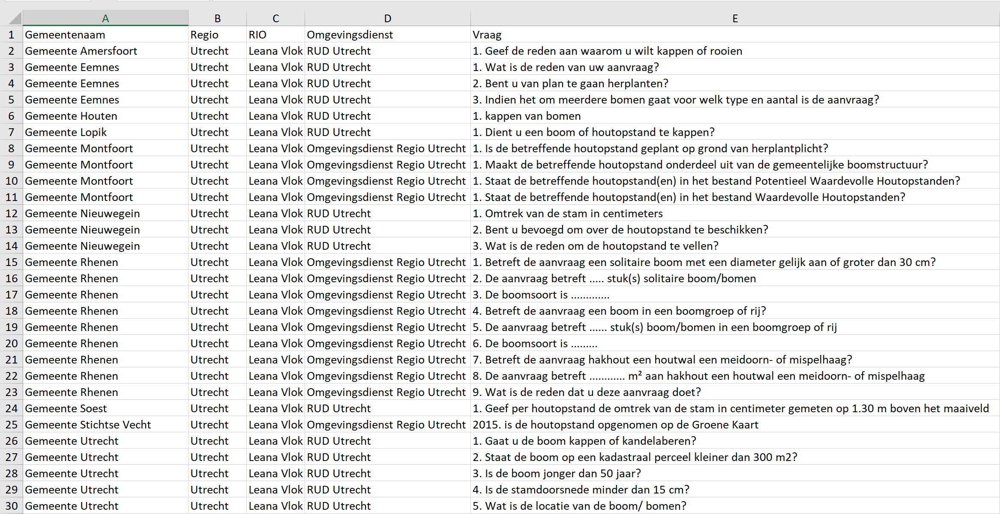 A B C D E
1 Gemeentenaam Regio RIO Omgevingsdienst Vraag
2 Gemeente Amersfoort Utrecht Leana Vlok RUD Utrecht 1. Geef de reden aan waarom u wilt kappen of rooien
3 Gemeente Eemnes Utrecht Leana Vlok RUD Utrecht 1. Wat is de reden van uw aanvraag?
4 Gemeente Eemnes Utrecht Leana Vlok RUD Utrecht 2. Bent u van plan te gaan herplanten?
5 Gemeente Eemnes Utrecht Leana Vlok RUD Utrecht 3. Indien het om meerdere bomen gaat voor welk type en aantal is de aanvraag?
6 Gemeente Houten Utrecht Leana Vlok RUD Utrecht 1. kappen van bomen
7 Gemeente Lopik Utrecht Leana Vlok RUD Utrecht 1. Dient u een boom of houtopstand te kappen?
8 Gemeente Montfoort Utrecht Leana Vlok Omgevingsdienst Regio Utrecht 1. Is de betreffende houtopstand geplant op grond van herplantplicht?
9 Gemeente Montfoort Utrecht Leana Vlok Omgevingsdienst Regio Utrecht 1. Maakt de betreffende houtopstand onderdeel uit van de gemeentelijke boomstructuur?
10 Gemeente Montfoort Utrecht Leana Vlok Omgevingsdienst Regio Utrecht 1. Staat de betreffende houtopstand(en) in het bestand Potentieel Waardevolle Houtopstanden?
11 Gemeente Montfoort Utrecht Leana Vlok Omgevingsdienst Regio Utrecht 1. Staat de betreffende houtopstand(en) in het bestand Waardevolle Houtopstanden?
12 Gemeente Nieuwegein Utrecht Leana Vlok RUD Utrecht 1. Omtrek van de stam in centimeters
13 Gemeente Nieuwegein Utrecht Leana Vlok RUD Utrecht 2. Bent u bevoegd om over de houtopstand te beschikken?
14 Gemeente Nieuwegein Utrecht Leana Vlok RUD Utrecht 3. Wat is de reden om de houtopstand te vellen?
15 Gemeente Rhenen Utrecht Leana Vlok Omgevingsdienst Regio Utrecht 1. Betreft de aanvraag een solitaire boom met een diameter gelijk aan of groter dan 30 cm?
16 Gemeente Rhenen Utrecht Leana Vlok Omgevingsdienst Regio Utrecht 2. De aanvraag betreft ..... stuk(s) solitaire boom/bomen
17 Gemeente Rhenen Utrecht Leana Vlok Omgevingsdienst Regio Utrecht 3. De boomsoort is .............
18 Gemeente Rhenen Utrecht Leana Vlok Omgevingsdienst Regio Utrecht 4. Betreft de aanvraag een boom in een boomgroep of rij?
19 Gemeente Rhenen Utrecht Leana Vlok Omgevingsdienst Regio Utrecht 5. De aanvraag betreft ...... stuk(s) boom/bomen in een boomgroep of rij
20 Gemeente Rhenen Utrecht Leana Vlok Omgevingsdienst Regio Utrecht 6. De boomsoort is .........
21 Gemeente Rhenen Utrecht Leana Vlok Omgevingsdienst Regio Utrecht 7. Betreft de aanvraag hakhout een houtwal een meidoorn- of mispelhaag?
22 Gemeente Rhenen Utrecht Leana Vlok Omgevingsdienst Regio Utrecht 8. De aanvraag betreft ............ m² aan hakhout een houtwal een meidoorn- of mispelhaag
23 Gemeente Rhenen Utrecht Leana Vlok Omgevingsdienst Regio Utrecht 9. Wat is de reden dat u deze aanvraag doet?
24 Gemeente Soest Utrecht Leana Vlok RUD Utrecht 1. Geef per houtopstand de omtrek van de stam in centimeter gemeten op 1.30 m boven het maaiveld
25 Gemeente Stichtse Vecht Utrecht Leana Vlok Omgevingsdienst Regio Utrecht 2015. is de houtopstand opgenomen op de Groene Kaart
26 Gemeente Utrecht Utrecht Leana Vlok RUD Utrecht 1. Gaat u de boom kappen of kandelaberen?
27 Gemeente Utrecht Utrecht Leana Vlok RUD Utrecht 2. Staat de boom op een kadastraal perceel kleiner dan 300 m2?
28 Gemeente Utrecht Utrecht Leana Vlok RUD Utrecht 3. Is de boom jonger dan 50 jaar?
29 Gemeente Utrecht Utrecht Leana Vlok RUD Utrecht 4. Is de stamdoorsnede minder dan 15 cm?
30 Gemeente Utrecht Utrecht Leana Vlok RUD Utrecht 5. Wat is de locatie van de boom/ bomen?